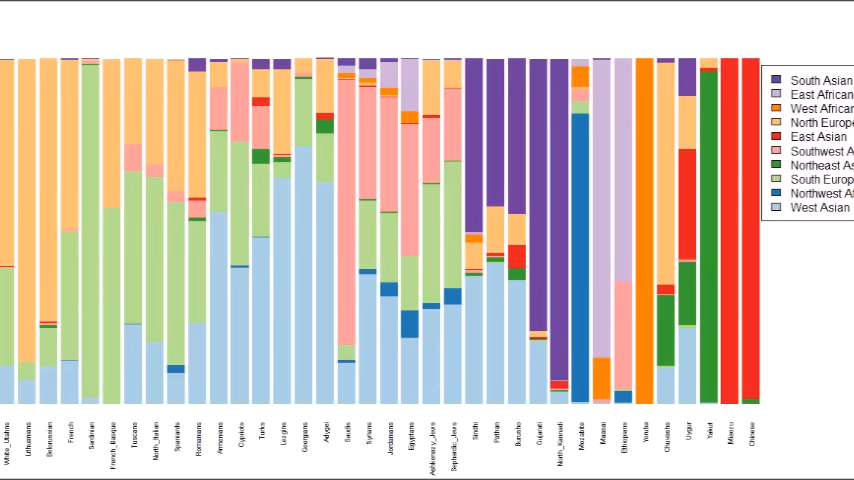 South Asian
East African
West African
North Europe
East Asian
Southwest A
Northeast As
South Europ
Northwest Af
West Asian
White_Utahns
Lithuanians
Belorussian
French
Sardinian
French_Basque
Tuscans
North_Italian
Spaniards
Romanians
Armenians
Cypriots
Turks
Lezgins
Georgians
Adygei
Saudis
Syrians
Jordanians
Egyptians
Ashkenazy_Jews
Sephardic_Jews
Sindhi
Pathan
Burusho
Gujarati
North_Kannadi
Mozabite
Maasai
Ethiopians
Yoruba
Chuvashs
Uygur
Yakut
Miaozu
Chinese